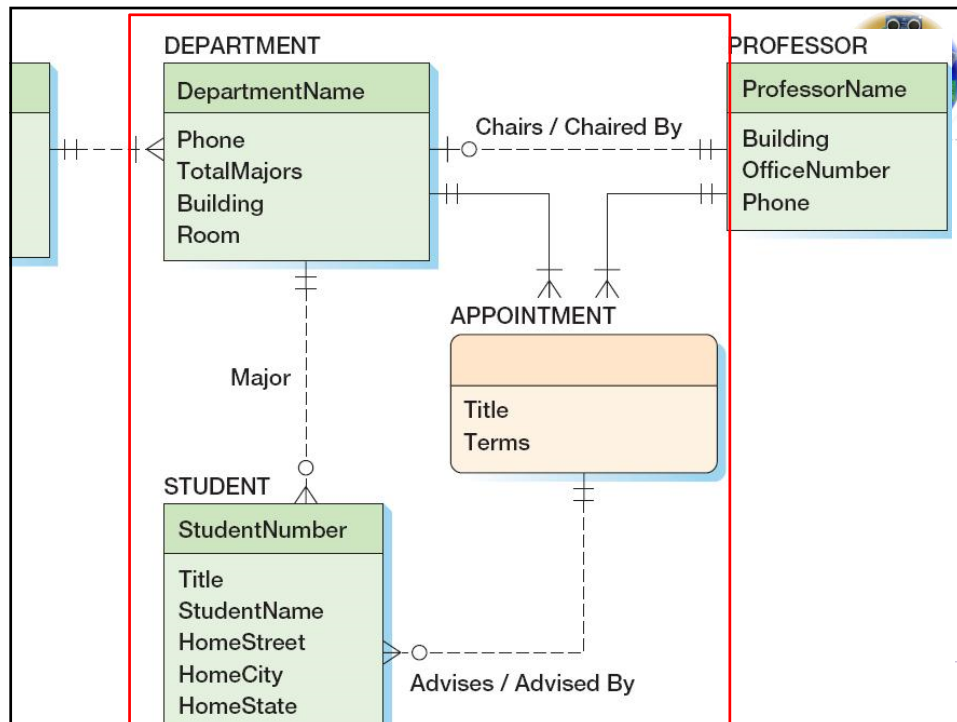 DEPARTMENT
DepartmentName
Phone
TotalMajors
Building
Room
Chairs / Chaired By
PROFESSOR
ProfessorName
Building
OfficeNumber
Phone
APPOINTMENT
Title
Terms
Major
STUDENT
StudentNumber
Title
StudentName
HomeStreet
HomeCity
HomeState
Advises / Advised By